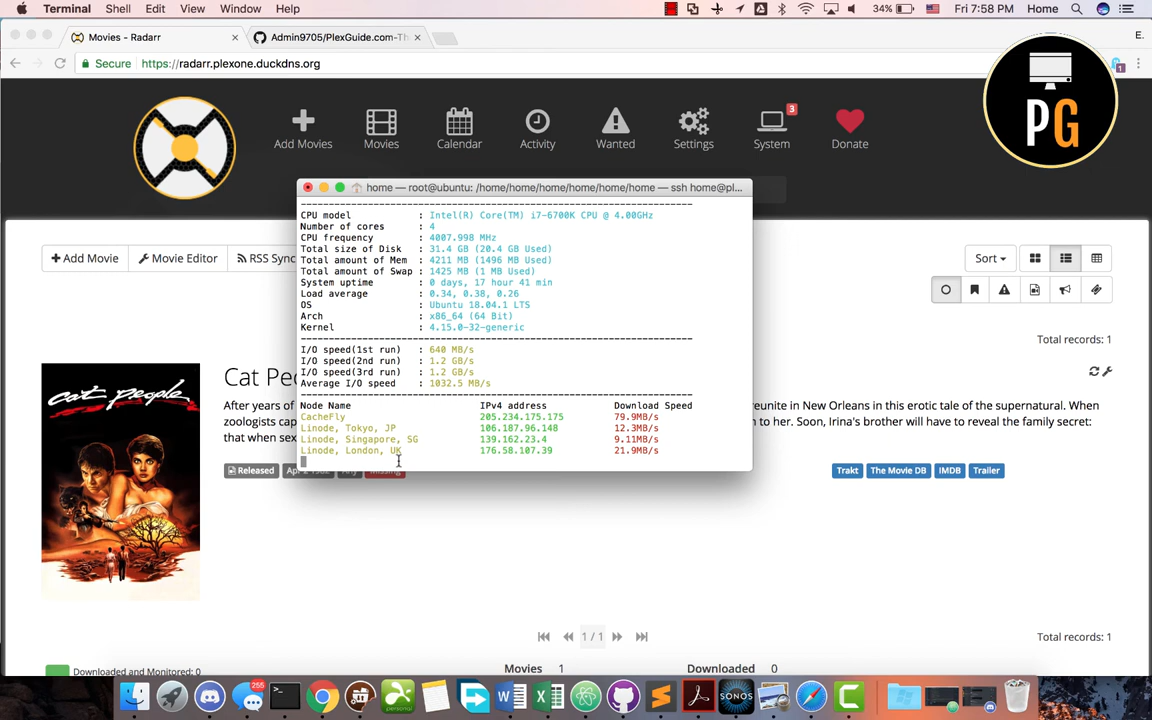 Terminal Shell Edit View Window Help 34% Fri 7:58 PM Home
Movies - Radarr × Admin9705/PlexGuide.com-Th × E.
Secure https://radarr.plexone.duckdns.org 1
PG
3
Add Movies Movies Calendar Activity Wanted Settings System Donate
home — root@ubuntu: /home/home/home/home/home/home — ssh home@pl...
CPU model : Intel(R) Core(TM) i7-6700K CPU @ 4.00GHz
Number of cores : 4
CPU frequency : 4007.998 MHz
Total size of Disk : 31.4 GB (20.4 GB Used)
Total amount of Mem : 4211 MB (1496 MB Used)
Total amount of Swap : 1425 MB (1 MB Used)
System uptime : 0 days, 17 hour 41 min
Load average : 0.34, 0.38, 0.26
OS : Ubuntu 18.04.1 LTS
Arch : x86_64 (64 Bit)
Kernel : 4.15.0-32-generic
I/O speed(1st run) : 640 MB/s
I/O speed(2nd run) : 1.2 GB/s
I/O speed(3rd run) : 1.2 GB/s
Average I/O speed : 1032.5 MB/s
Node Name IPv4 address Download Speed
CacheFly 205.234.175.175 79.9MB/s
Linode, Tokyo, JP 106.187.96.148 12.3MB/s
Linode, Singapore, SG 139.162.23.4 9.11MB/s
Linode, London, UK 176.58.107.39 21.9MB/s
+ Add Movie Movie Editor RSS Sync Sort
Total records: 1
cat people
Cat Pe
After years of reunite in New Orleans in this erotic tale of the supernatural. When
zoologists cap to her. Soon, Irina's brother will have to reveal the family secret:
that when sex
Released Trakt The Movie DB IMDB Trailer
1 / 1 Total records: 1
Downloaded and Monitored: 0 Movies 1 Downloaded 0
255
SONOS